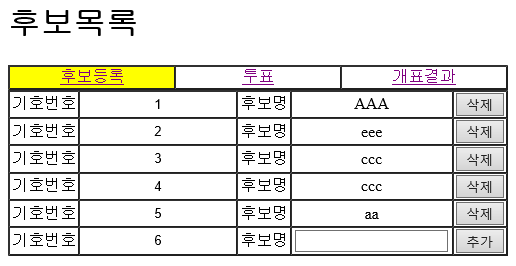 후보목록
후보등록 투표 개표결과
기호번호 1 후보명 AAA 삭제
기호번호 2 후보명 eee 삭제
기호번호 3 후보명 ccc 삭제
기호번호 4 후보명 ccc 삭제
기호번호 5 후보명 aa 삭제
기호번호 6 후보명 추가